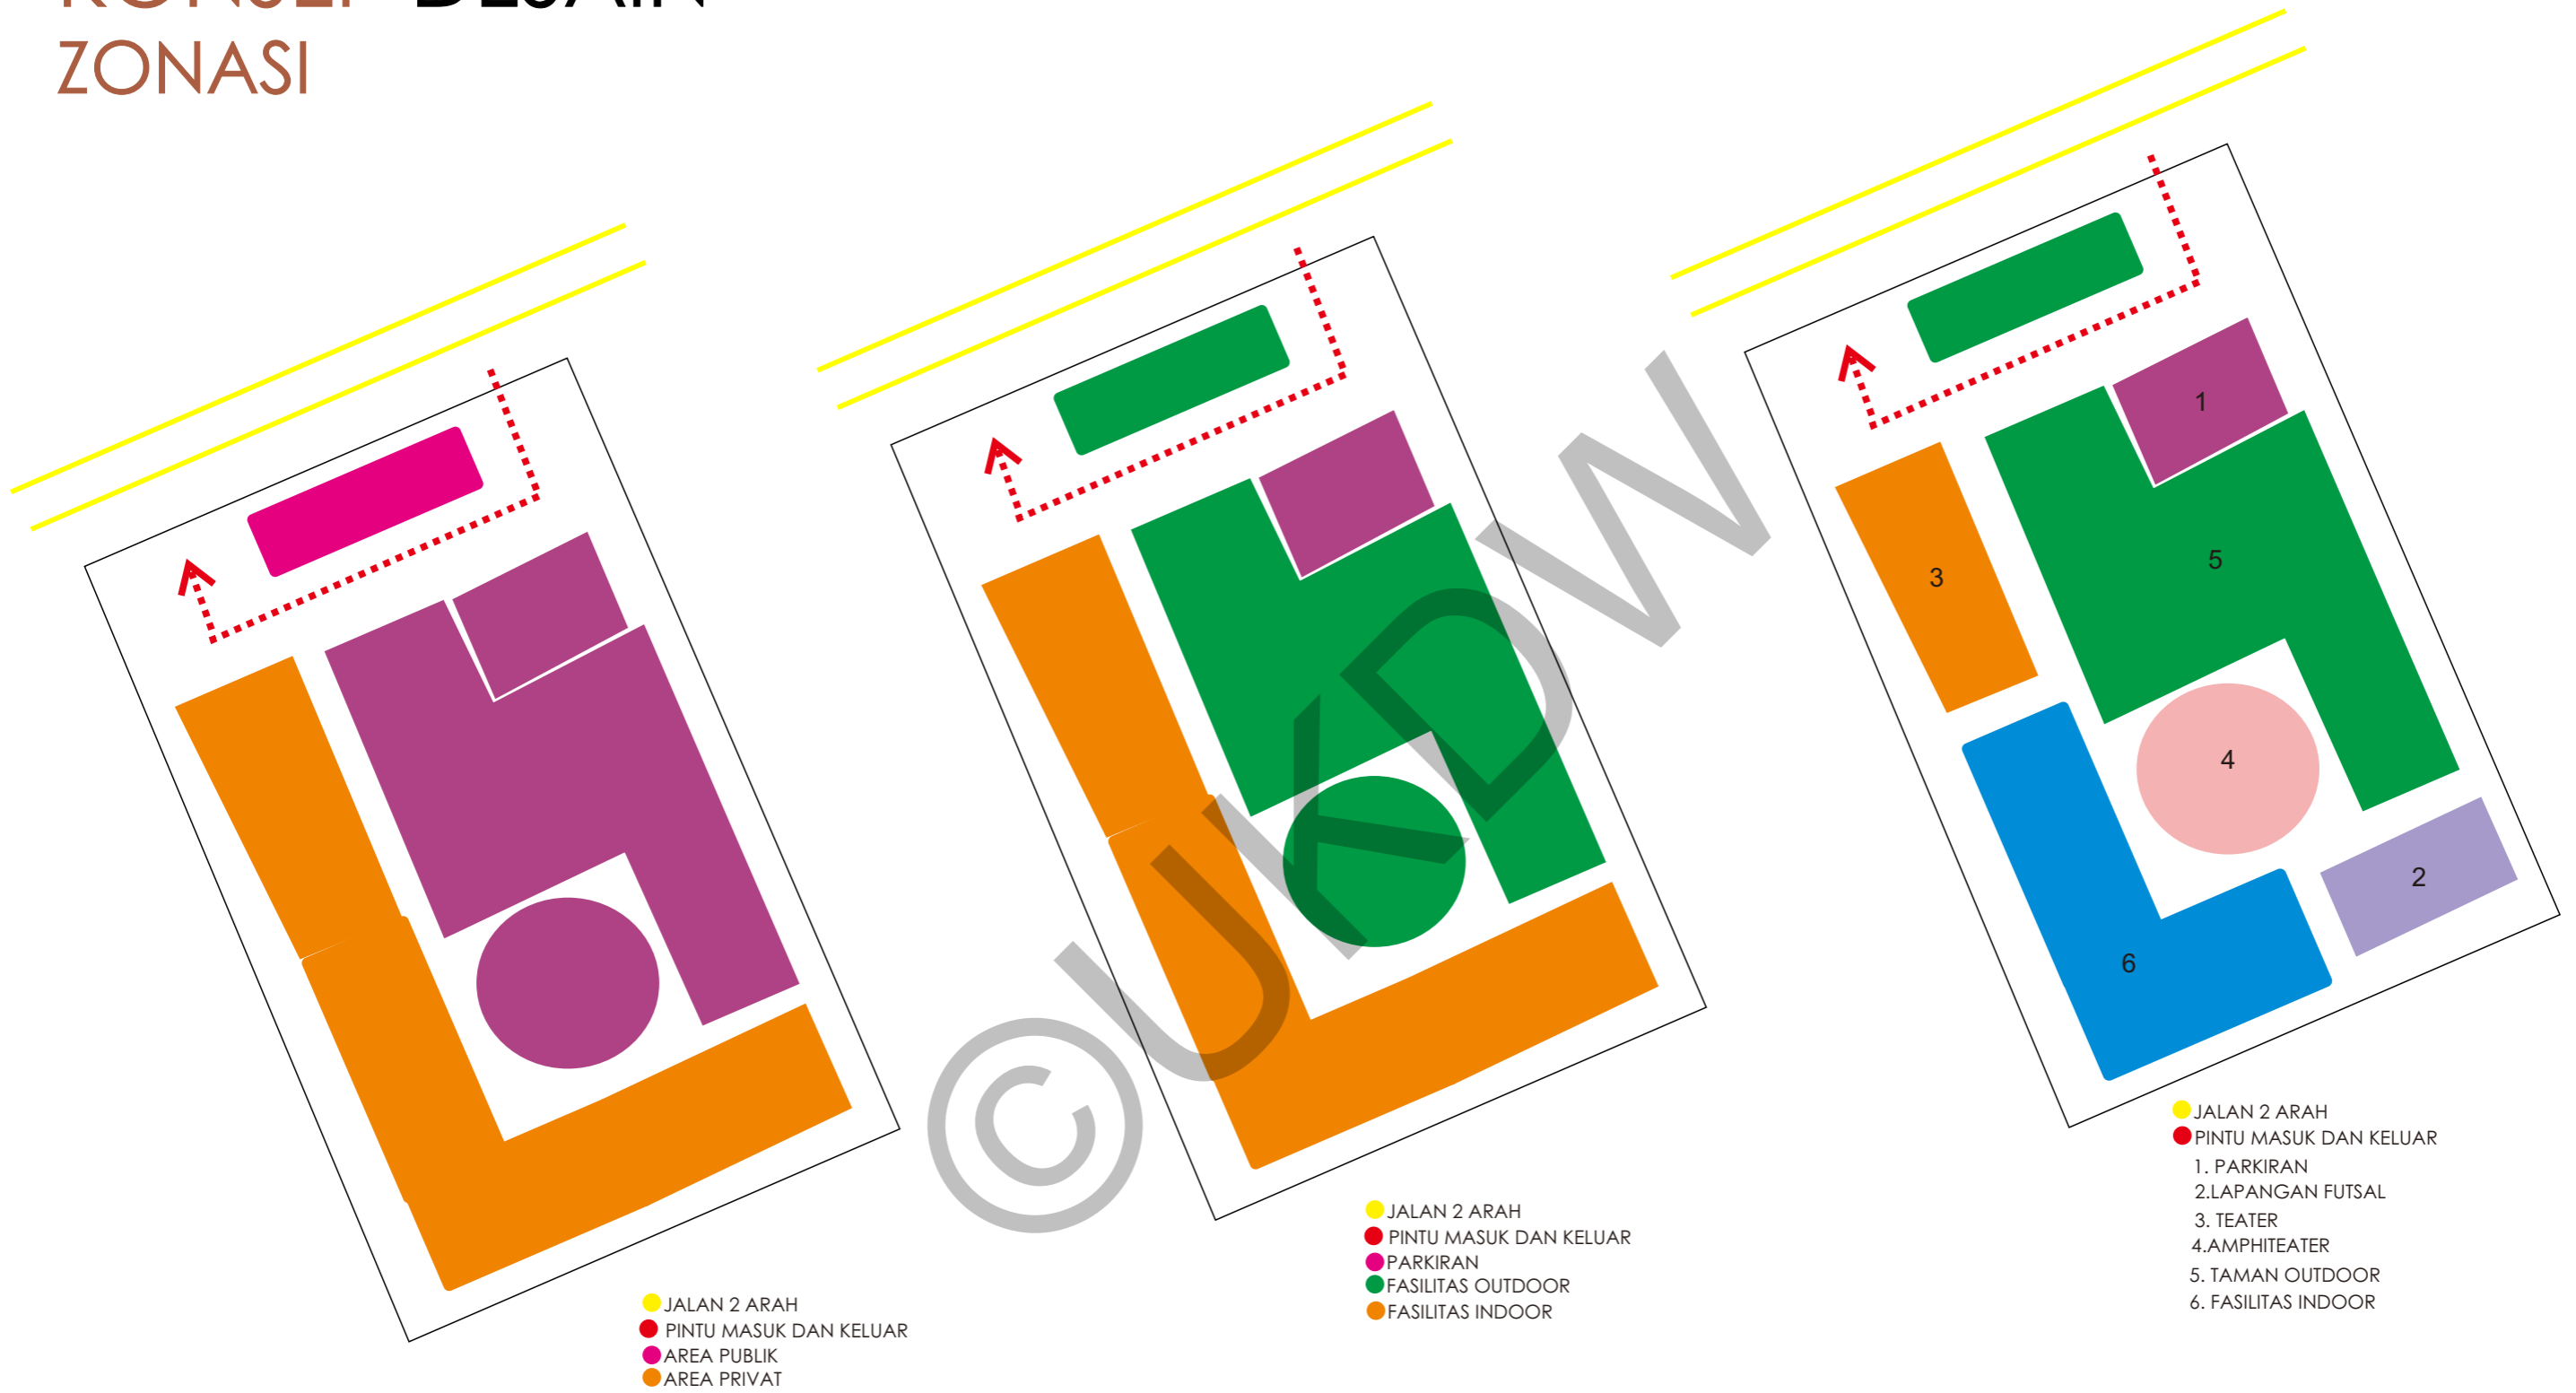 KONSEP DESAIN
ZONASI
JALAN 2 ARAH
PINTU MASUK DAN KELUAR
AREA PUBLIK
AREA PRIVAT
JALAN 2 ARAH
PINTU MASUK DAN KELUAR
PARKIRAN
FASILITAS OUTDOOR
FASILITAS INDOOR
1
3
5
4
2
6
JALAN 2 ARAH
PINTU MASUK DAN KELUAR
1. PARKIRAN
2.LAPANGAN FUTSAL
3. TEATER
4.AMPHITEATER
5. TAMAN OUTDOOR
6. FASILITAS INDOOR
©UKDW